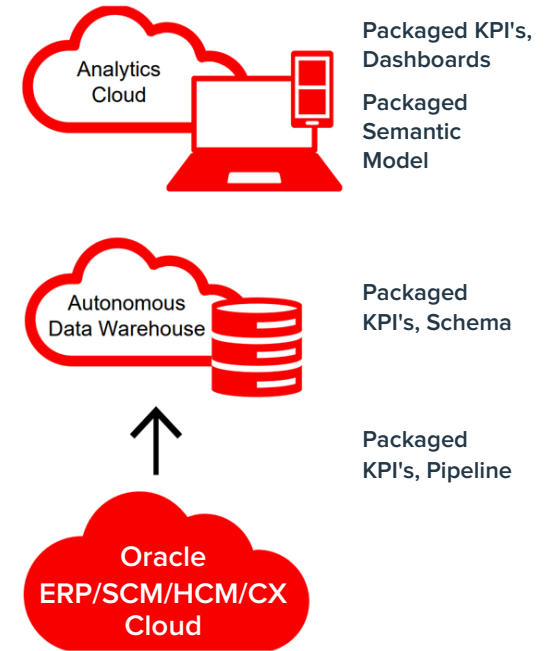 Analytics
Cloud
Packaged KPI's,
Dashboards
Packaged
Semantic
Model
Autonomous
Data Warehouse
Packaged
KPI's, Schema
Packaged
KPI's, Pipeline
Oracle
ERP/SCM/HCM/CX
Cloud